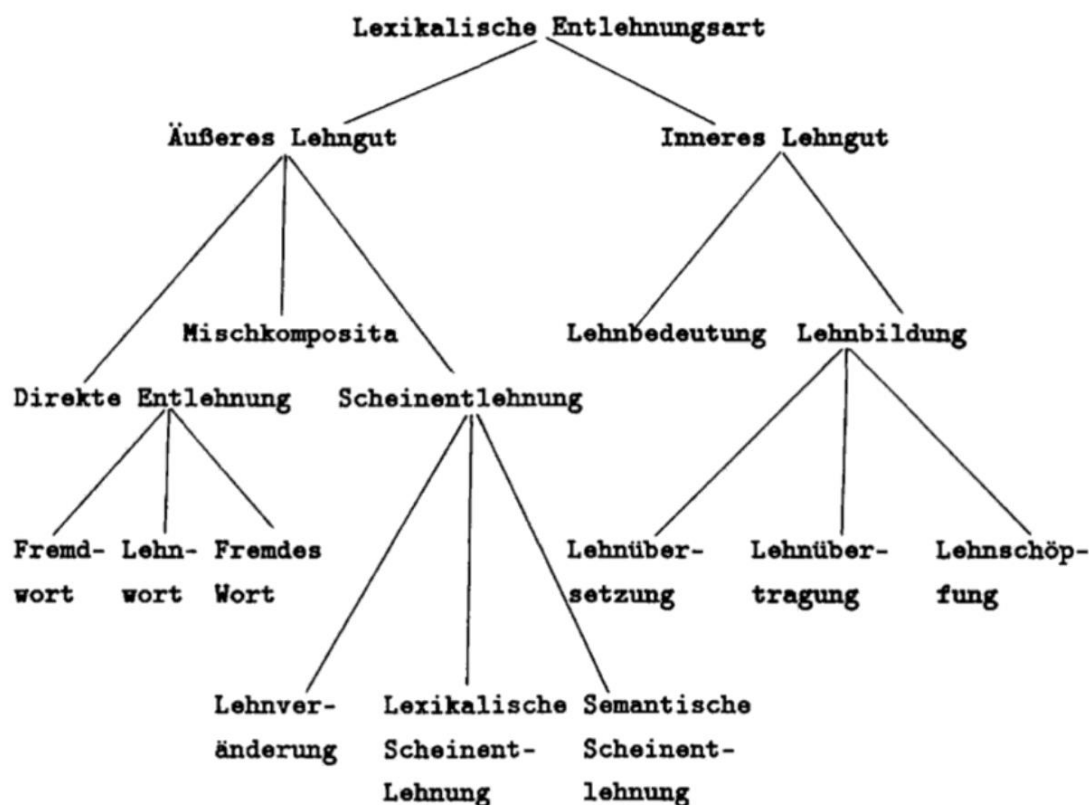 Lexikalische Entlehnungsart
Äußeres Lehngut
Inneres Lehngut
Mischkomposita
Lehnbedeutung
Lehnbildung
Direkte Entlehnung
Scheinentlehnung
Fremd-
wort
Lehn-
wort
Fremdes
Wort
Lehnüber-
setzung
Lehnüber-
tragung
Lehnschöp-
fung
Lehnver-
änderung
Lexikalische
Scheinent-
Lehnung
Semantische
Scheinent-
lehnung